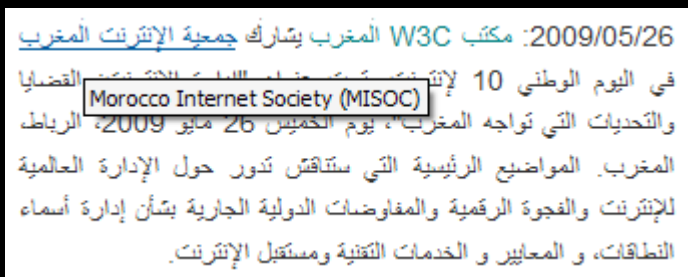 2009/05/26: مكتب W3C المغرب يشارك جمعية الإنترنت المغرب
في اليوم الوطني 10 لإنترنت القضايا
Morocco Internet Society (MISOC)
والتحديات التي تواجه المغرب"، يوم الخميس 26 مايو 2009، الرباط،
المغرب. المواضيع الرئيسية التي ستناقش تدور حول الإدارة العالمية
للإنترنت والفجوة الرقمية والمفاوضات الدولية الجارية بشأن إدارة أسماء
النطاقات، و المعايير و الخدمات التقنية ومستقبل الإنترنت.